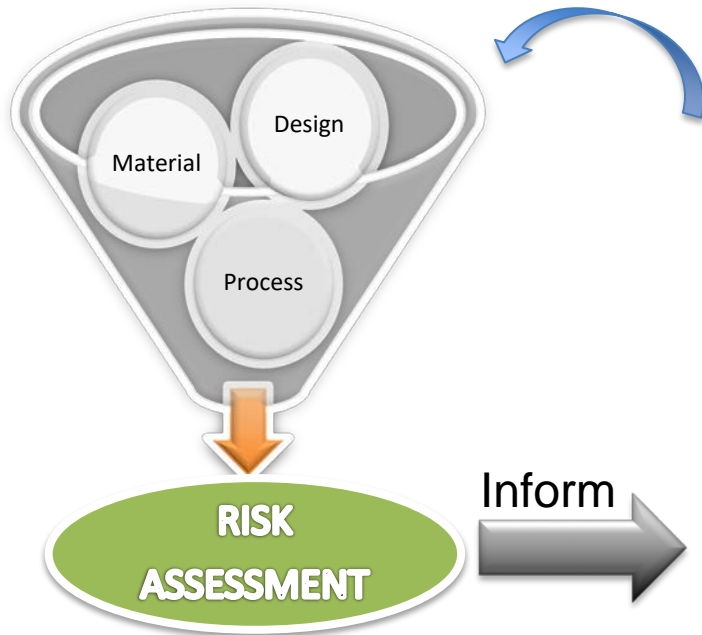 Design
Material
Process
Inform
RISK
ASSESSMENT